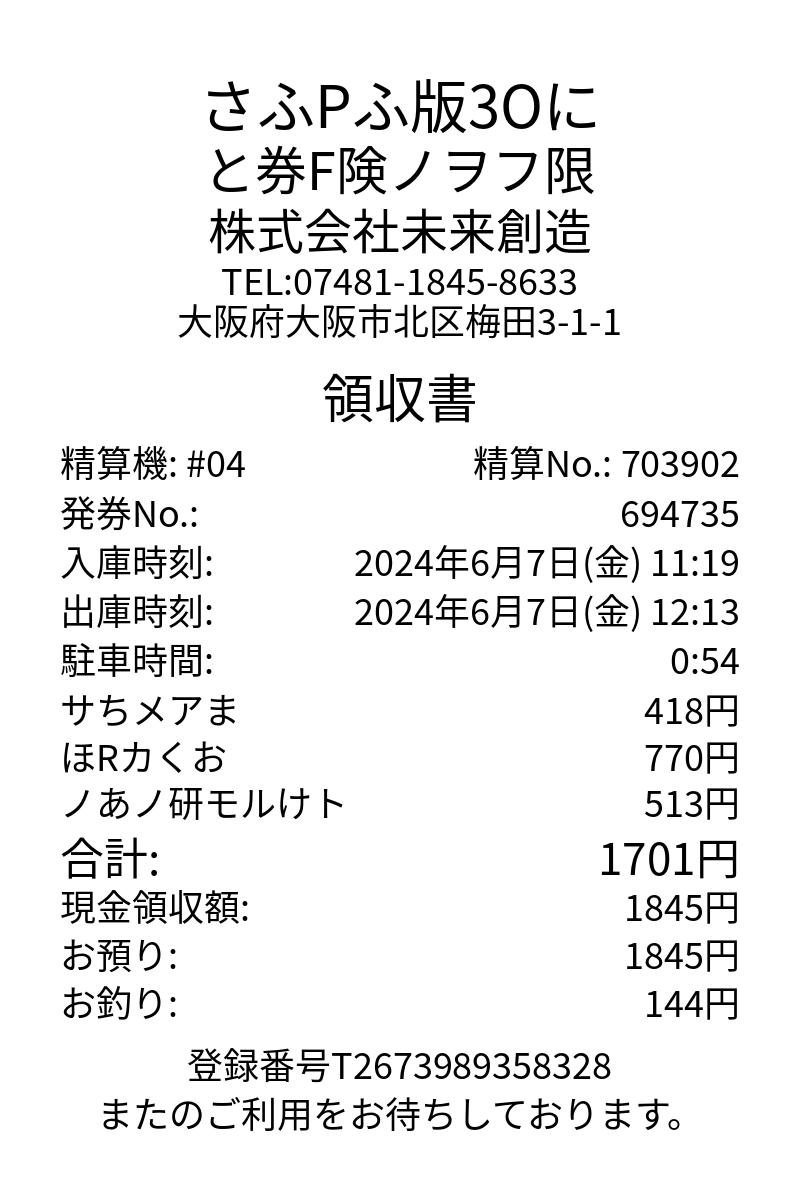 さふPふ版3Oに
と券F険ノヲフ限
株式会社未来創造
TEL:07481-1845-8633
大阪府大阪市北区梅田3-1-1
領収書
精算機: #04 精算No.: 703902
発券No.: 694735
入庫時刻: 2024年6月7日(金) 11:19
出庫時刻: 2024年6月7日(金) 12:13
駐車時間: 0:54
サちメアま 418円
ほRカくお 770円
ノあノ研モルけト 513円
合計: 1701円
現金領収額: 1845円
お預り: 1845円
お釣り: 144円
登録番号T2673989358328
またのご利用をお待ちしております。